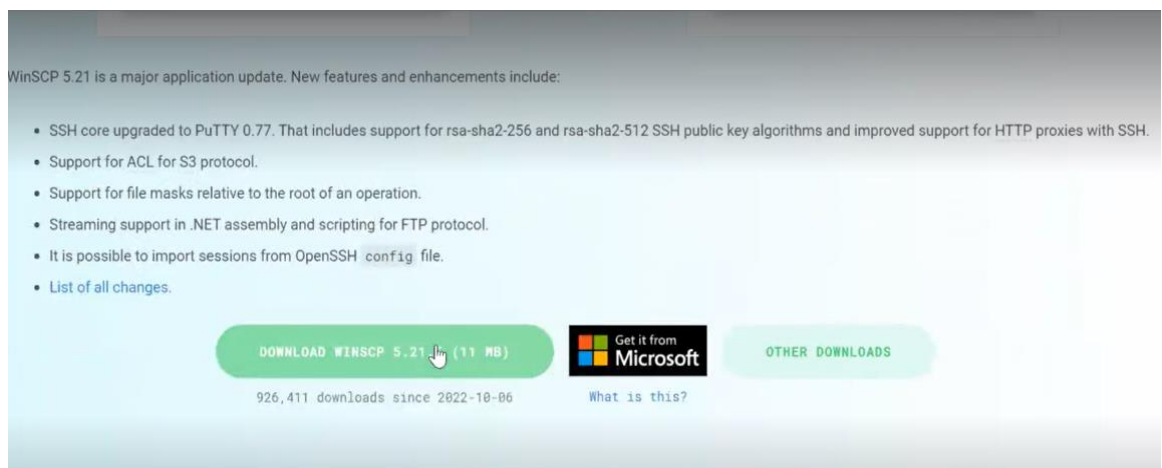 WinSCP 5.21 is a major application update. New features and enhancements include:
• SSH core upgraded to PuTTY 0.77. That includes support for rsa-sha2-256 and rsa-sha2-512 SSH public key algorithms and improved support for HTTP proxies with SSH.
• Support for ACL for S3 protocol.
• Support for file masks relative to the root of an operation.
• Streaming support in .NET assembly and scripting for FTP protocol.
• It is possible to import sessions from OpenSSH config file.
• List of all changes.
DOWNLOAD WINSCP 5.21 (11 MB)
Get it from
Microsoft
OTHER DOWNLOADS
926,411 downloads since 2022-10-06
What is this?